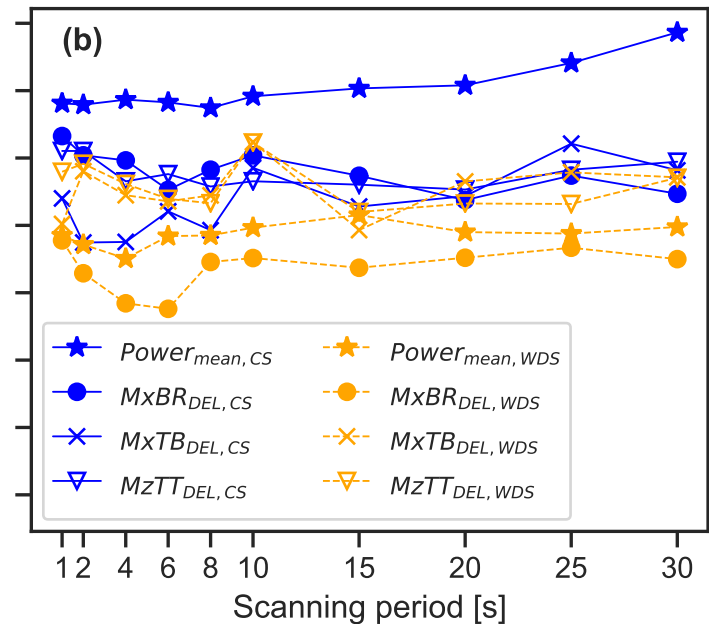 (b)
Power_mean, CS Power_mean, WDS
MxBR_DEL, CS MxBR_DEL, WDS
MxTB_DEL, CS MxTB_DEL, WDS
MzTT_DEL, CS MzTT_DEL, WDS
1 2 4 6 8 10 15 20 25 30
Scanning period [s]